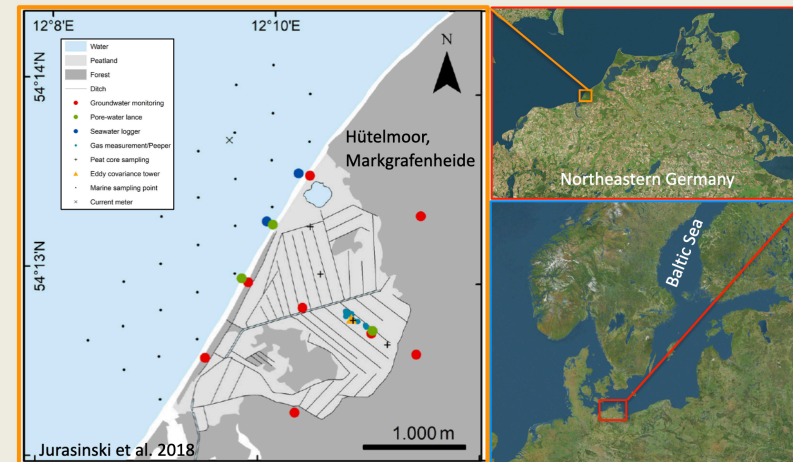 12°8'E
12°10'E
54°14'N
54°13'N
Water
Peatland
Forest
Ditch
Groundwater monitoring
Pore-water lance
Seawater logger
Gas measurement/Peeper
Peat core sampling
Eddy covariance tower
Marine sampling point
Current meter
N
Hütelmoor,
Markgrafenheide
1.000 m
Jurasinski et al. 2018
Northeastern Germany
Baltic Sea